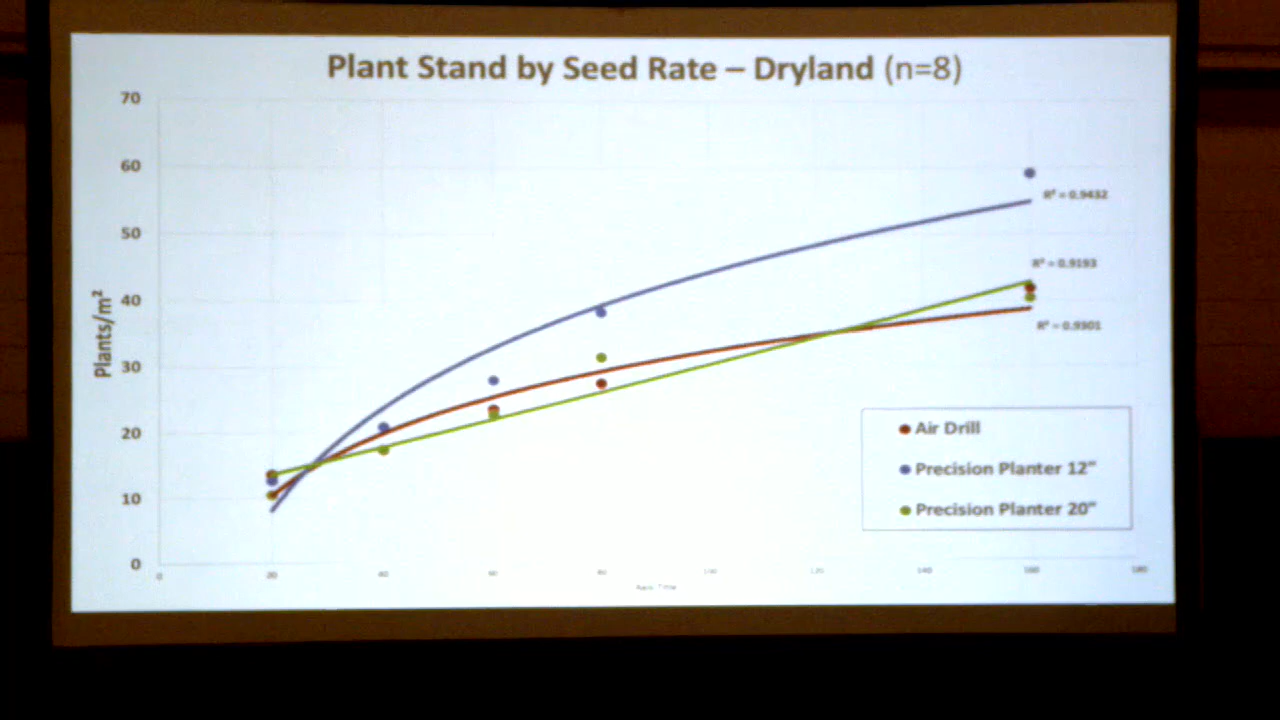 Plant Stand by Seed Rate – Dryland (n=8)
70
60
50
40
30
20
10
0
Plants/m²
0
20
40
60
80
100
120
140
160
180
R² = 0.9432
R² = 0.9193
R² = 0.9301
Air Drill
Precision Planter 12"
Precision Planter 20"